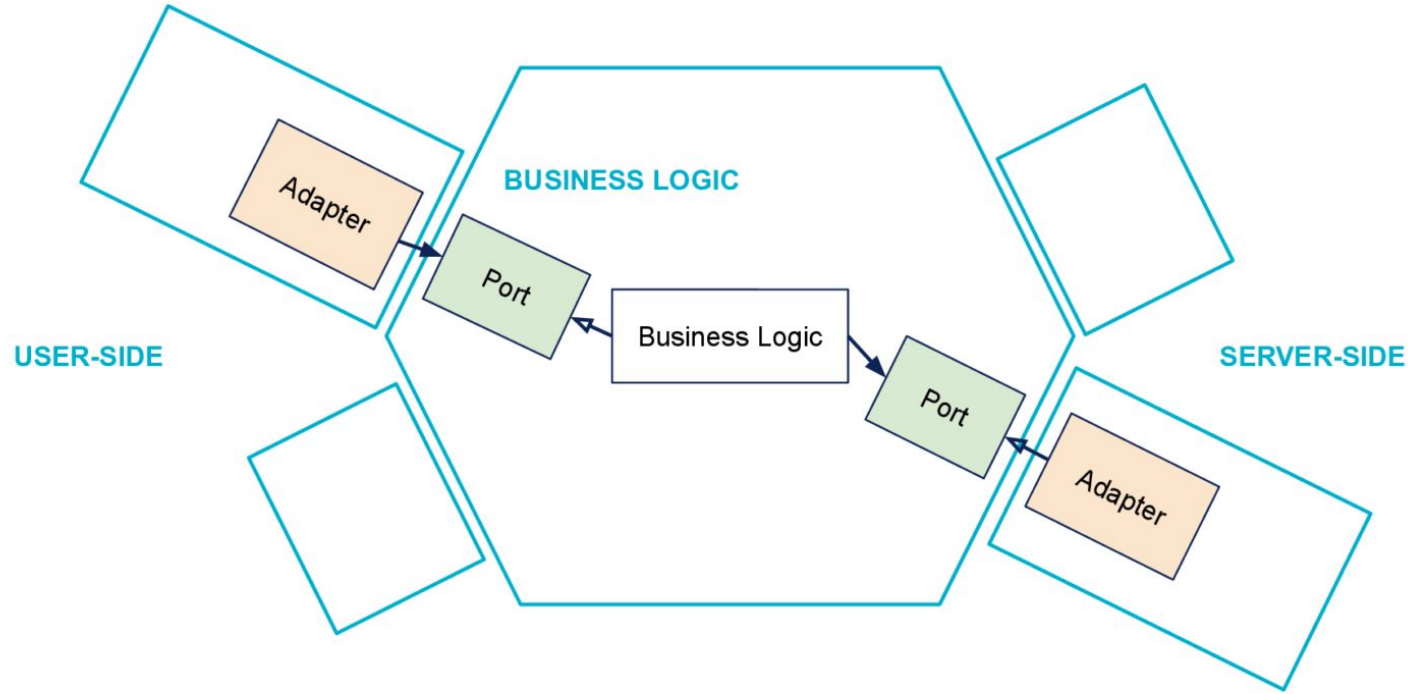 BUSINESS LOGIC
Adapter
Port
Business Logic
USER-SIDE
SERVER-SIDE
Port
Adapter